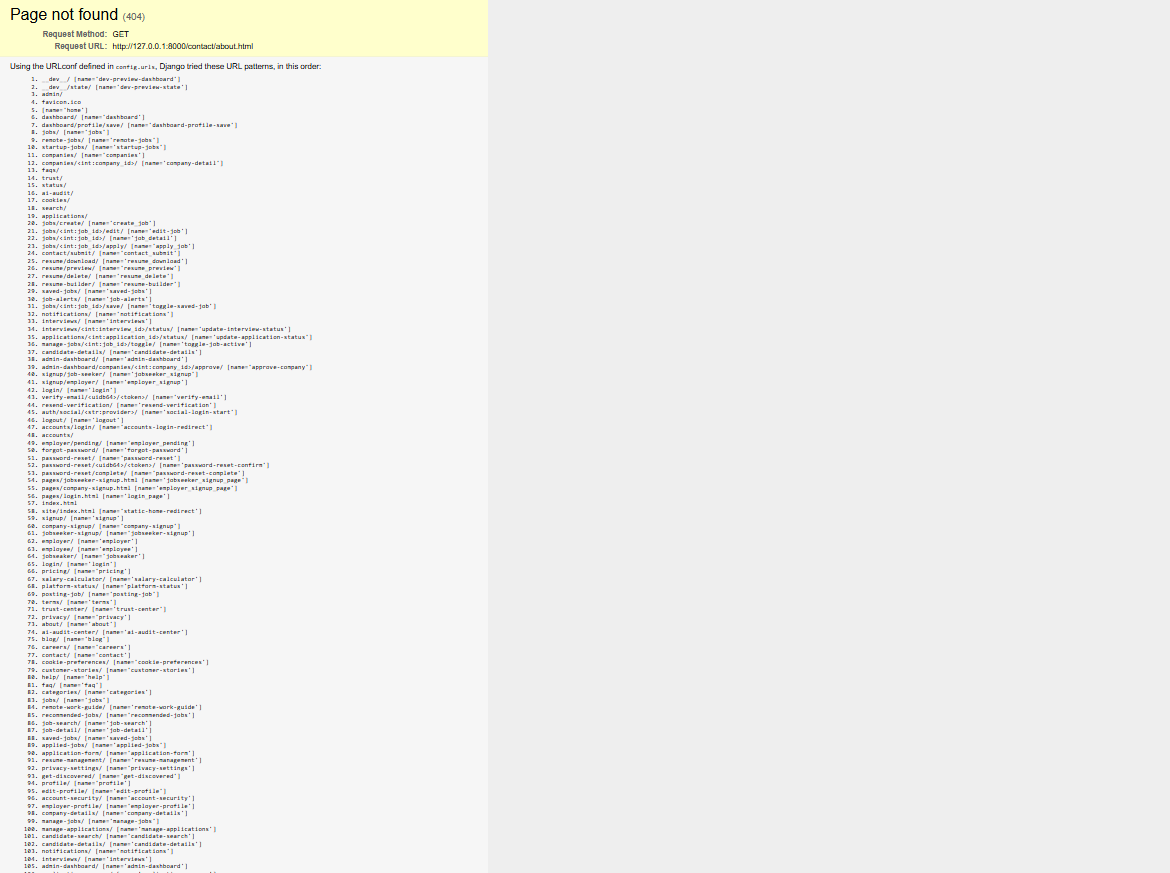 Page not found (404)
Request Method: GET
Request URL: http://127.0.0.1:8000/contact/about.html
Using the URLconf defined in config.urls, Django tried these URL patterns, in this order:
1. __dev__/ [name='dev-preview-dashboard']
2. __dev__/state/ [name='dev-preview-state']
3. admin/
4. favicon.ico
5. [name='home']
6. dashboard/ [name='dashboard']
7. dashboard/profile/save/ [name='dashboard-profile-save']
8. jobs/ [name='jobs']
9. remote-jobs/ [name='remote-jobs']
10. startup-jobs/ [name='startup-jobs']
11. companies/ [name='companies']
12. companies/<int:company_id>/ [name='company-detail']
13. faqs/
14. trust/
15. status/
16. ai-audit/
17. cookies/
18. search/
19. applications/
20. jobs/create/ [name='create_job']
21. jobs/<int:job_id>/edit/ [name='edit-job']
22. jobs/<int:job_id>/ [name='job_detail']
23. jobs/<int:job_id>/apply/ [name='apply_job']
24. contact/submit/ [name='contact_submit']
25. resume/download/ [name='resume_download']
26. resume/preview/ [name='resume_preview']
27. resume/delete/ [name='resume_delete']
28. resume-builder/ [name='resume-builder']
29. saved-jobs/ [name='saved-jobs']
30. job-alerts/ [name='job-alerts']
31. jobs/<int:job_id>/save/ [name='toggle-saved-job']
32. notifications/ [name='notifications']
33. interviews/ [name='interviews']
34. interviews/<int:interview_id>/status/ [name='update-interview-status']
35. applications/<int:application_id>/status/ [name='update-application-status']
36. manage-jobs/<int:job_id>/toggle/ [name='toggle-job-active']
37. candidate-details/ [name='candidate-details']
38. admin-dashboard/ [name='admin-dashboard']
39. admin-dashboard/companies/<int:company_id>/approve/ [name='approve-company']
40. signup/job-seeker/ [name='jobseeker_signup']
41. signup/employer/ [name='employer_signup']
42. login/ [name='login']
43. verify-email/<uidb64>/<token>/ [name='verify-email']
44. resend-verification/ [name='resend-verification']
45. auth/social/<str:provider>/ [name='social-login-start']
46. logout/ [name='logout']
47. accounts/login/ [name='accounts-login-redirect']
48. accounts/
49. employer/pending/ [name='employer_pending']
50. forgot-password/ [name='forgot-password']
51. password-reset/ [name='password-reset']
52. password-reset/<uidb64>/<token>/ [name='password-reset-confirm']
53. password-reset/complete/ [name='password-reset-complete']
54. pages/jobseeker-signup.html [name='jobseeker_signup_page']
55. pages/company-signup.html [name='employer_signup_page']
56. pages/login.html [name='login_page']
57. index.html
58. site/index.html [name='static-home-redirect']
59. signup/ [name='signup']
60. company-signup/ [name='company-signup']
61. jobseeker-signup/ [name='jobseeker-signup']
62. employer/ [name='employer']
63. employee/ [name='employee']
64. jobseaker/ [name='jobseaker']
65. login/ [name='login']
66. pricing/ [name='pricing']
67. salary-calculator/ [name='salary-calculator']
68. platform-status/ [name='platform-status']
69. posting-job/ [name='posting-job']
70. terms/ [name='terms']
71. trust-center/ [name='trust-center']
72. privacy/ [name='privacy']
73. about/ [name='about']
74. ai-audit-center/ [name='ai-audit-center']
75. blog/ [name='blog']
76. careers/ [name='careers']
77. contact/ [name='contact']
78. cookie-preferences/ [name='cookie-preferences']
79. customer-stories/ [name='customer-stories']
80. help/ [name='help']
81. faq/ [name='faq']
82. categories/ [name='categories']
83. jobs/ [name='jobs']
84. remote-work-guide/ [name='remote-work-guide']
85. recommended-jobs/ [name='recommended-jobs']
86. job-search/ [name='job-search']
87. job-detail/ [name='job-detail']
88. saved-jobs/ [name='saved-jobs']
89. applied-jobs/ [name='applied-jobs']
90. application-form/ [name='application-form']
91. resume-management/ [name='resume-management']
92. privacy-settings/ [name='privacy-settings']
93. get-discovered/ [name='get-discovered']
94. profile/ [name='profile']
95. edit-profile/ [name='edit-profile']
96. account-security/ [name='account-security']
97. employer-profile/ [name='employer-profile']
98. company-details/ [name='company-details']
99. manage-jobs/ [name='manage-jobs']
100. manage-applications/ [name='manage-applications']
101. candidate-search/ [name='candidate-search']
102. candidate-details/ [name='candidate-details']
103. notifications/ [name='notifications']
104. interviews/ [name='interviews']
105. admin-dashboard/ [name='admin-dashboard']